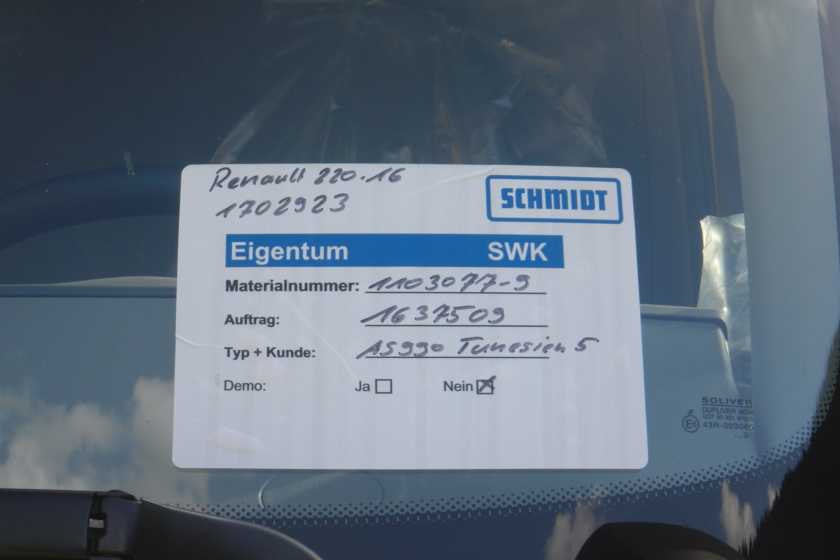 Renault 220.16
1702923
SCHMIDT
Eigentum SWK
Materialnummer: 1103077-9
Auftrag: 1637509
Typ + Kunde: AS990 Tunesien 5
Demo: Ja Nein
SOLIVER